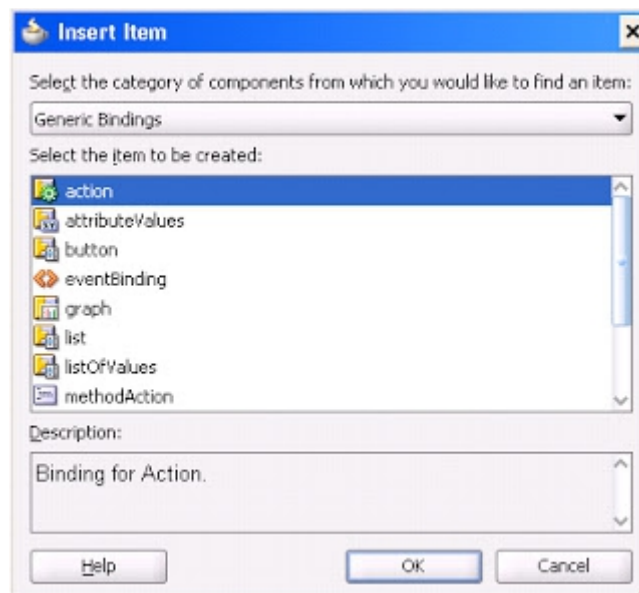 Insert Item
Select the category of components from which you would like to find an item:
Generic Bindings
Select the item to be created:
action
attributeValues
button
eventBinding
graph
list
listOfValues
methodAction
Description:
Binding for Action.
Help
OK
Cancel